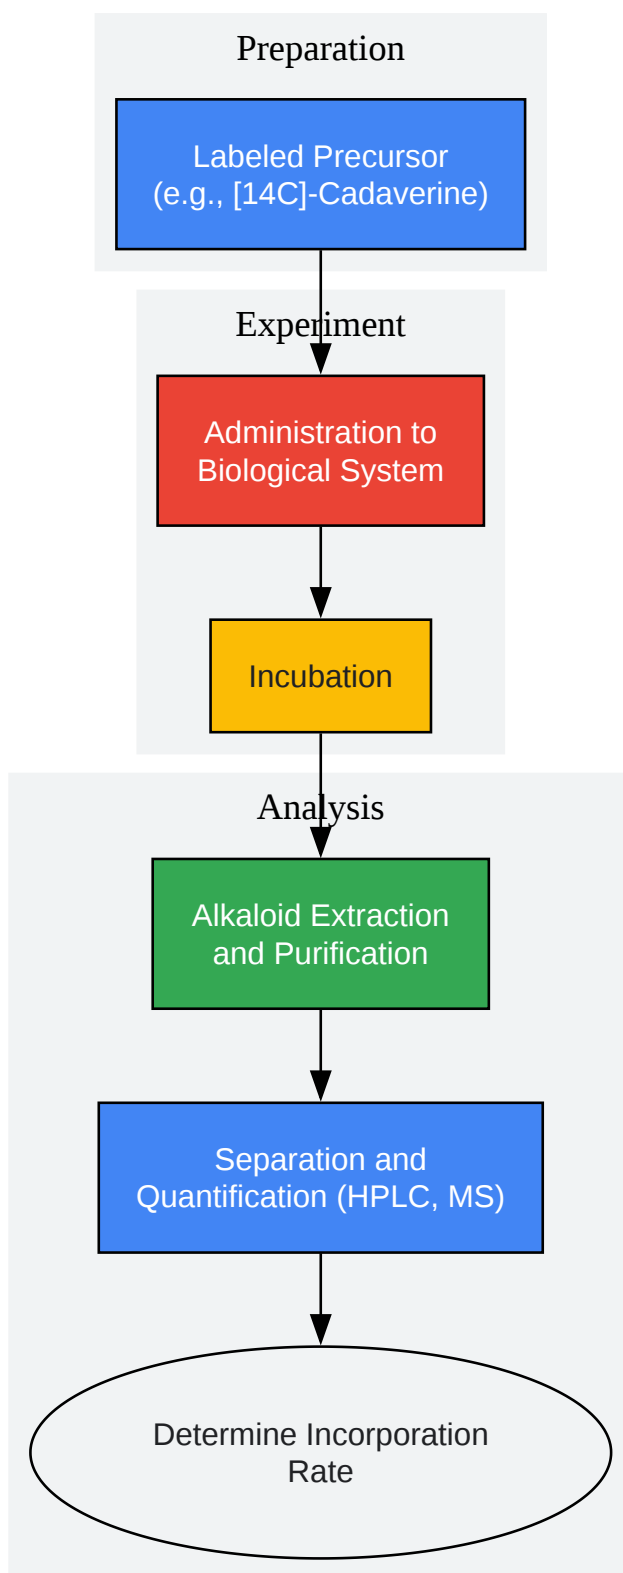 Preparation
Labeled Precursor
(e.g., [14C]-Cadaverine)
Experiment
Administration to
Biological System
Incubation
Analysis
Alkaloid Extraction
and Purification
Separation and
Quantification (HPLC, MS)
Determine Incorporation
Rate